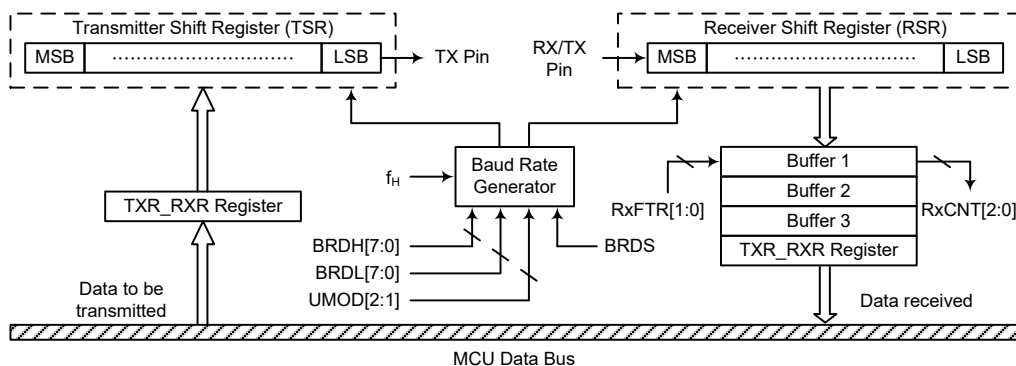 Transmitter Shift Register (TSR)
MSB ........................................ LSB
TX Pin
RX/TX
Pin
Receiver Shift Register (RSR)
MSB ........................................ LSB
Baud Rate
Generator
fH
TXR_RXR Register
BRDH[7:0]
BRDL[7:0]
UMOD[2:1]
BRDS
RxFTR[1:0]
Buffer 1
Buffer 2
Buffer 3
TXR_RXR Register
RxCNT[2:0]
Data to be
transmitted
Data received
MCU Data Bus